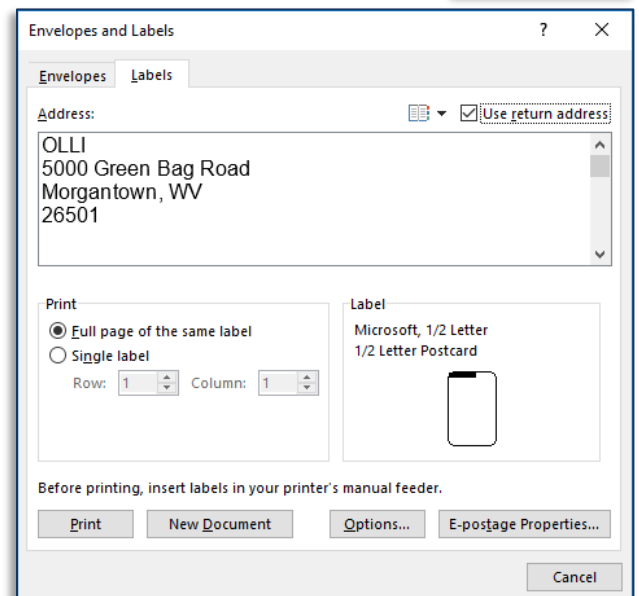 Envelopes and Labels ? ×
Envelopes Labels
Address: Use return address
OLLI
5000 Green Bag Road
Morgantown, WV
26501
Print
Full page of the same label
Single label
Row: 1 Column: 1
Label
Microsoft, 1/2 Letter
1/2 Letter Postcard
Before printing, insert labels in your printer's manual feeder.
Print New Document Options... E-postage Properties...
Cancel